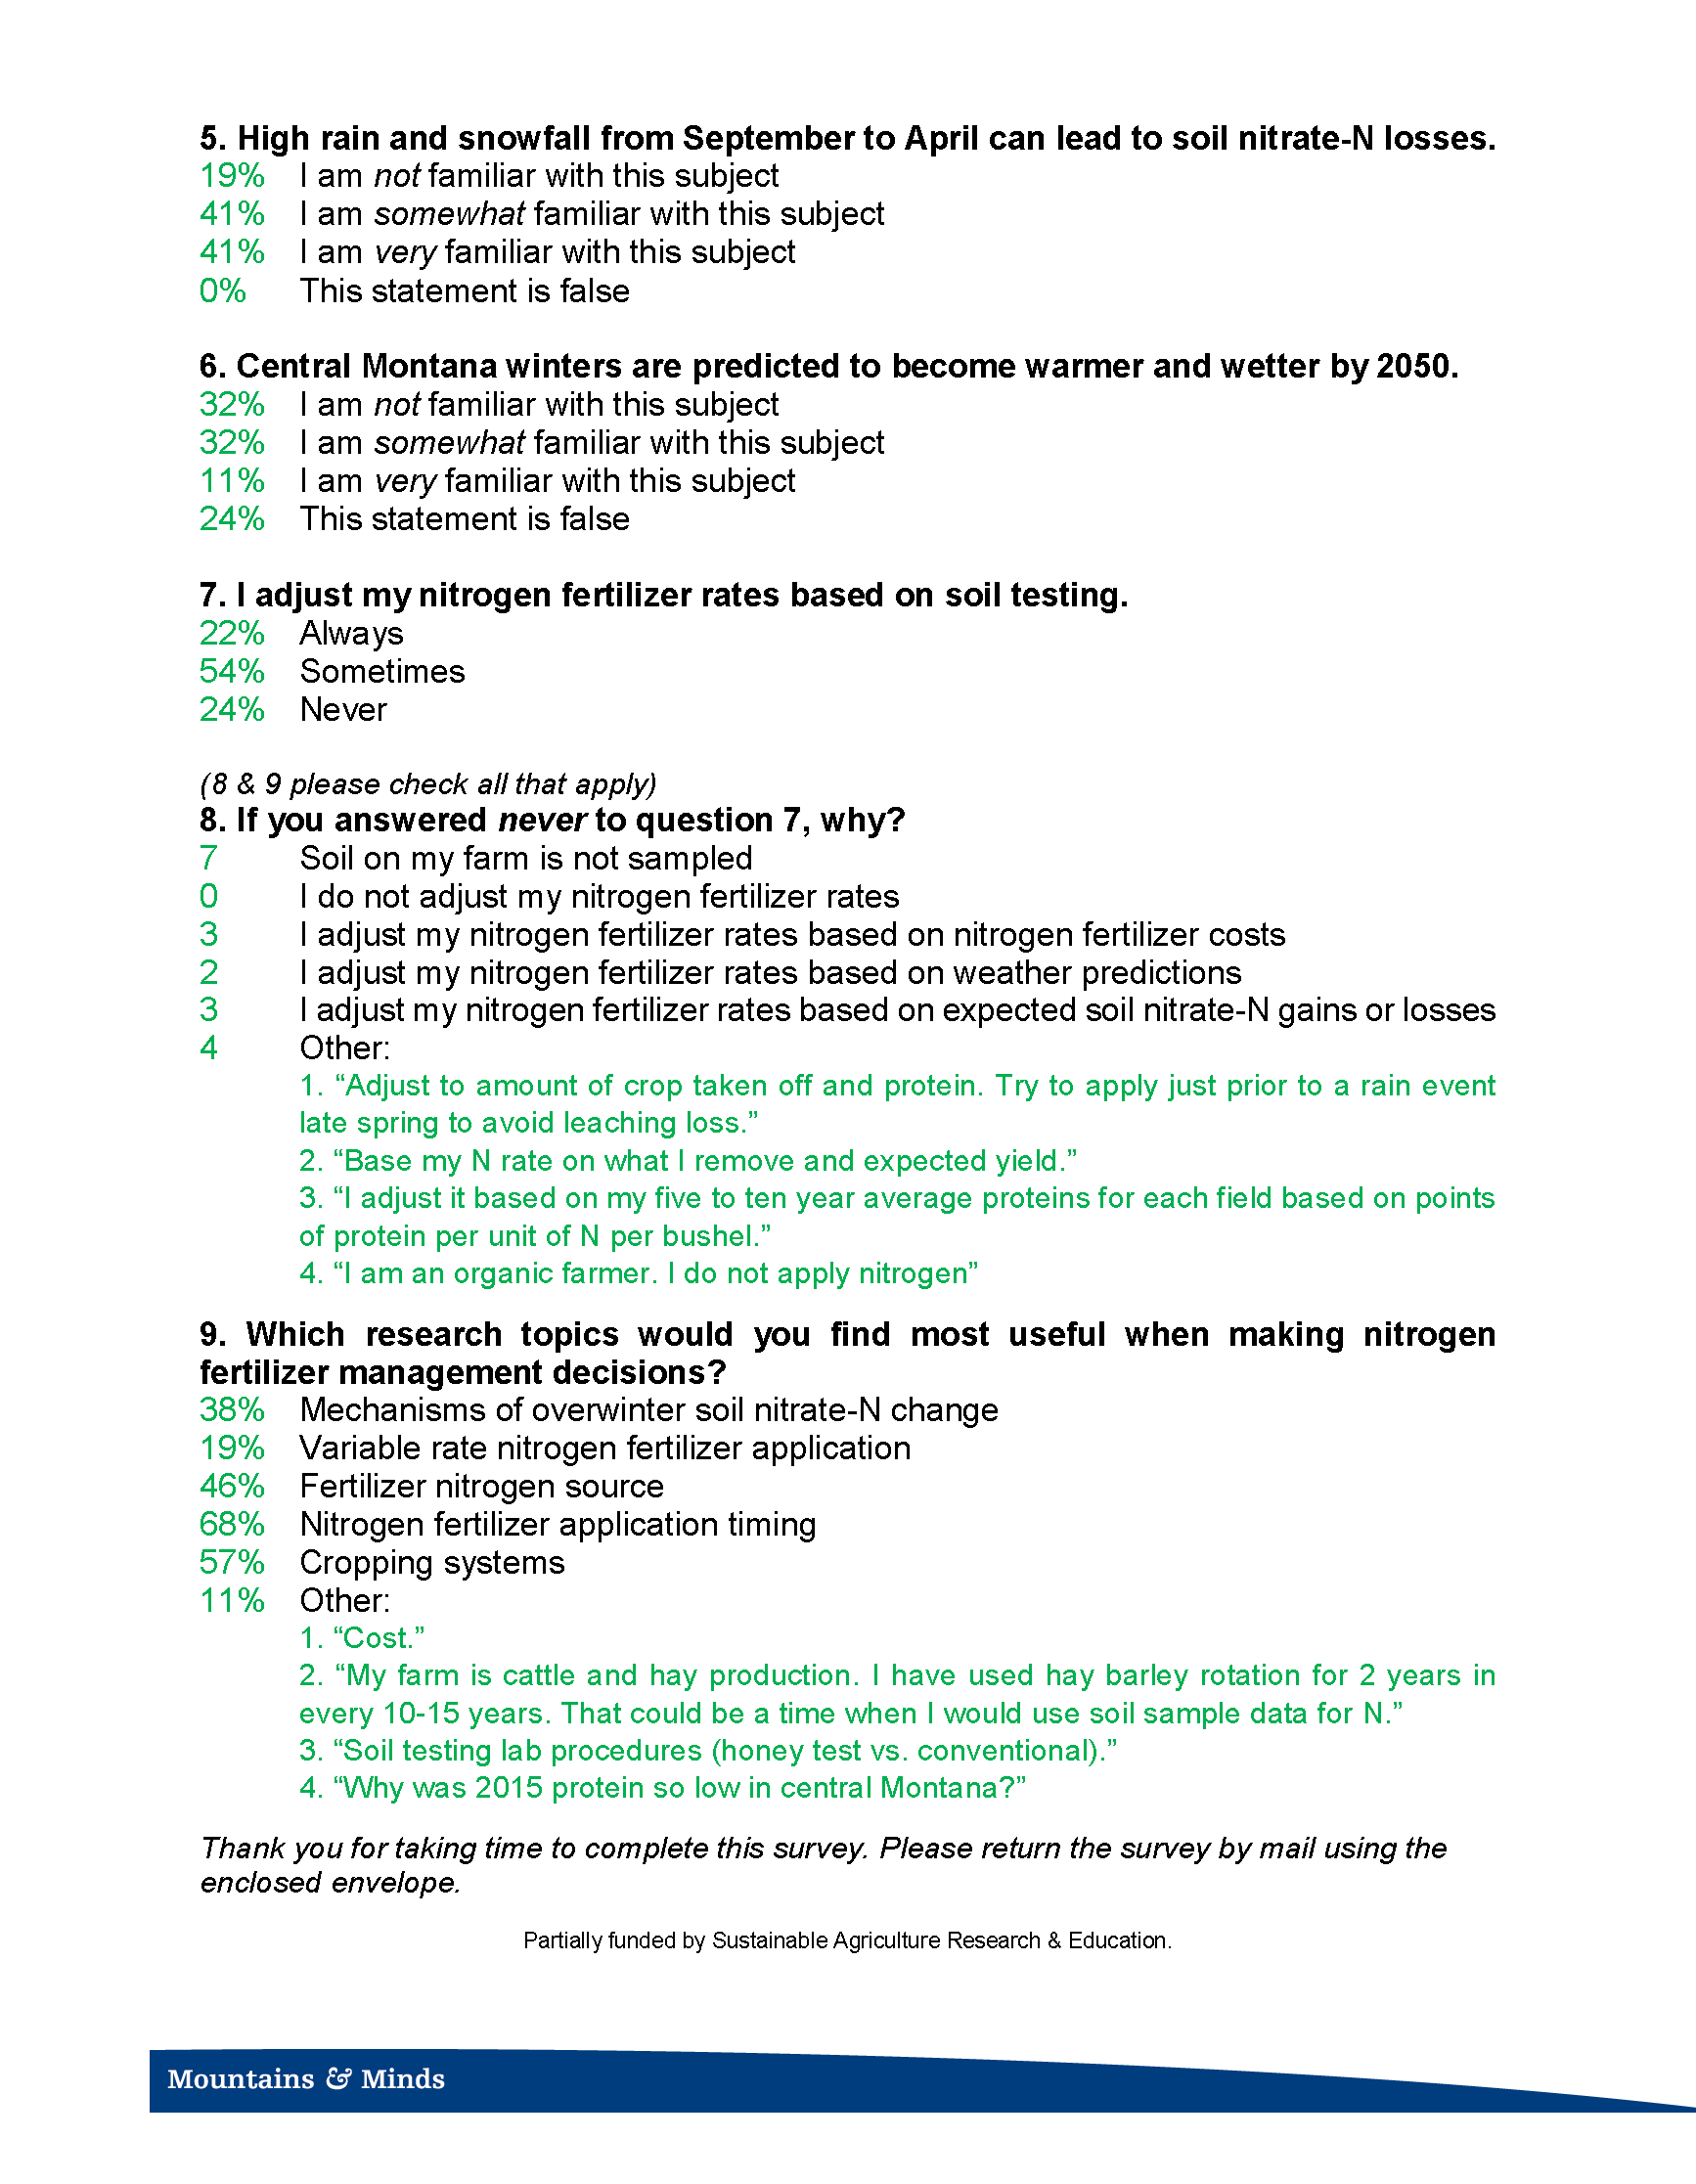 5. High rain and snowfall from September to April can lead to soil nitrate-N losses.
19% I am not familiar with this subject
41% I am somewhat familiar with this subject
41% I am very familiar with this subject
0% This statement is false
6. Central Montana winters are predicted to become warmer and wetter by 2050.
32% I am not familiar with this subject
32% I am somewhat familiar with this subject
11% I am very familiar with this subject
24% This statement is false
7. I adjust my nitrogen fertilizer rates based on soil testing.
22% Always
54% Sometimes
24% Never
(8 & 9 please check all that apply)
8. If you answered never to question 7, why?
7 Soil on my farm is not sampled
0 I do not adjust my nitrogen fertilizer rates
3 I adjust my nitrogen fertilizer rates based on nitrogen fertilizer costs
2 I adjust my nitrogen fertilizer rates based on weather predictions
3 I adjust my nitrogen fertilizer rates based on expected soil nitrate-N gains or losses
4 Other:
1. “Adjust to amount of crop taken off and protein. Try to apply just prior to a rain event
late spring to avoid leaching loss.”
2. “Base my N rate on what I remove and expected yield.”
3. “I adjust it based on my five to ten year average proteins for each field based on points
of protein per unit of N per bushel.”
4. “I am an organic farmer. I do not apply nitrogen”
9. Which research topics would you find most useful when making nitrogen
fertilizer management decisions?
38% Mechanisms of overwinter soil nitrate-N change
19% Variable rate nitrogen fertilizer application
46% Fertilizer nitrogen source
68% Nitrogen fertilizer application timing
57% Cropping systems
11% Other:
1. “Cost.”
2. “My farm is cattle and hay production. I have used hay barley rotation for 2 years in
every 10-15 years. That could be a time when I would use soil sample data for N.”
3. “Soil testing lab procedures (honey test vs. conventional).”
4. “Why was 2015 protein so low in central Montana?”
Thank you for taking time to complete this survey. Please return the survey by mail using the
enclosed envelope.
Partially funded by Sustainable Agriculture Research & Education.
Mountains & Minds